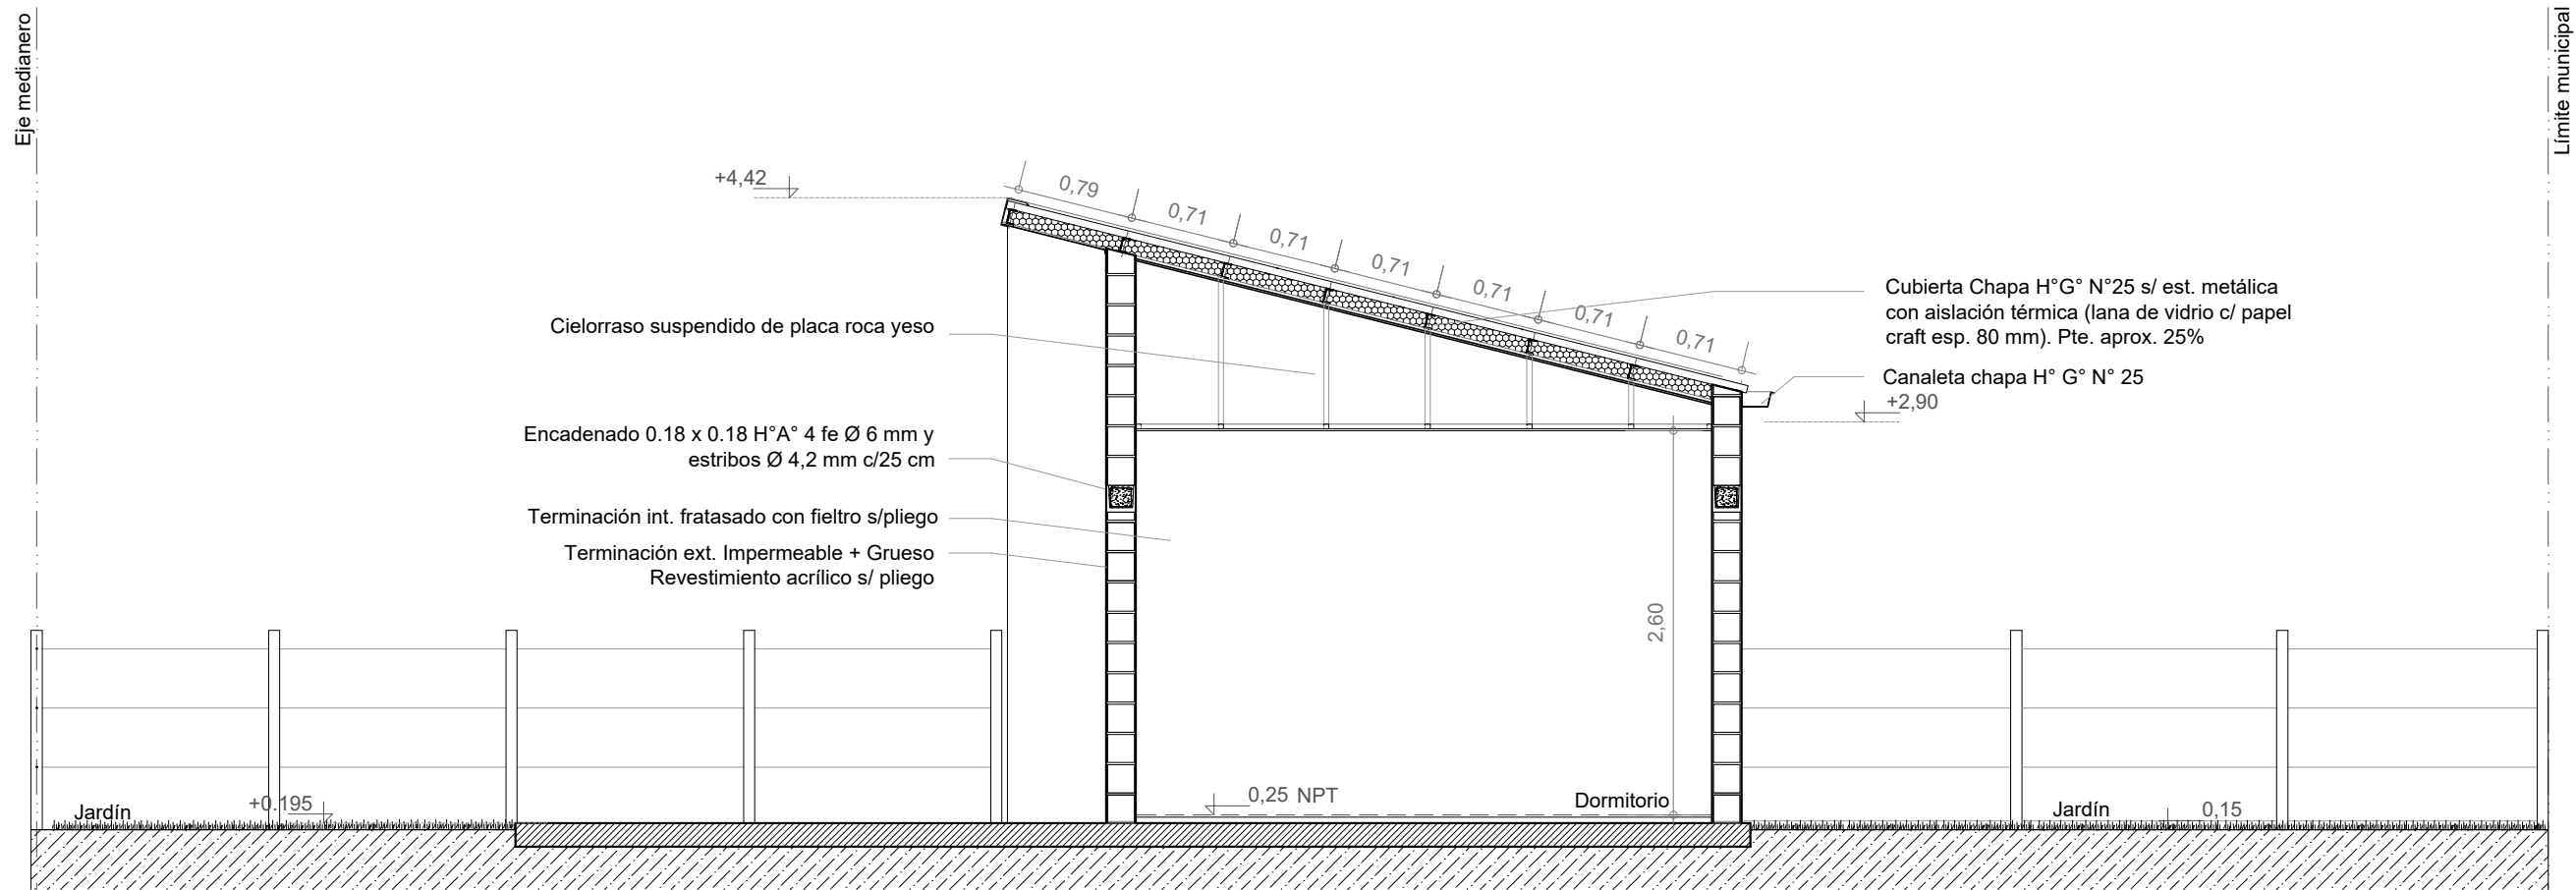 Eje medianero
Límite municipal
+4,42
0,79
0,71
0,71
0,71
0,71
0,71
0,71
Cubierta Chapa H°G° N°25 s/ est. metálica
con aislación térmica (lana de vidrio c/ papel
craft esp. 80 mm). Pte. aprox. 25%
Canaleta chapa H° G° N° 25
+2,90
Cielorraso suspendido de placa roca yeso
Encadenado 0.18 x 0.18 H°A° 4 fe Ø 6 mm y
estribos Ø 4,2 mm c/25 cm
Terminación int. fratasado con fieltro s/pliego
Terminación ext. Impermeable + Grueso
Revestimiento acrílico s/ pliego
2,60
Jardín
+0.195
0,25 NPT
Dormitorio
Jardín
0,15